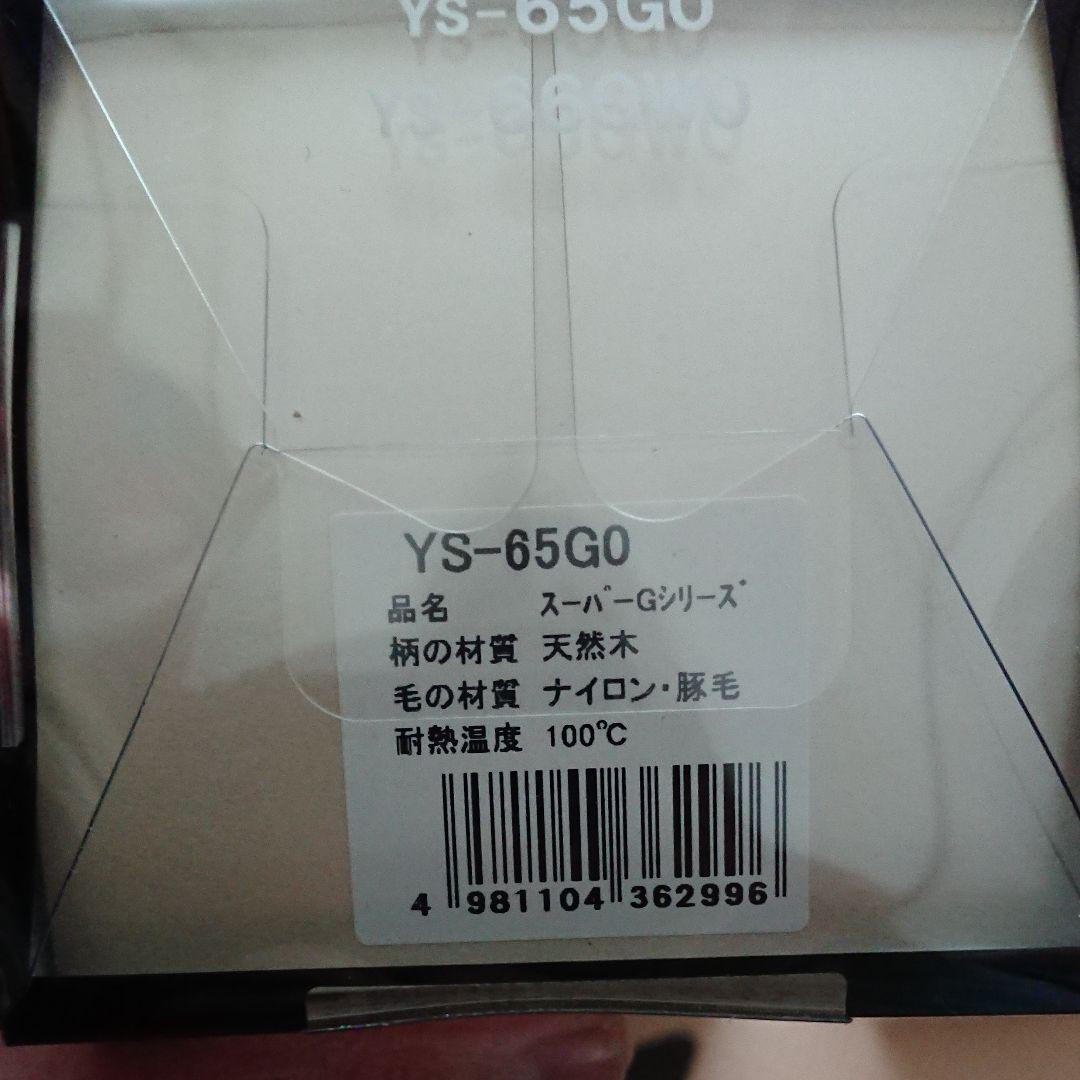 YS-65G0
YS-65G0
品名 スーパーGシリーズ
柄の材質 天然木
毛の材質 ナイロン・豚毛
耐熱温度 100℃
4 981104 362996